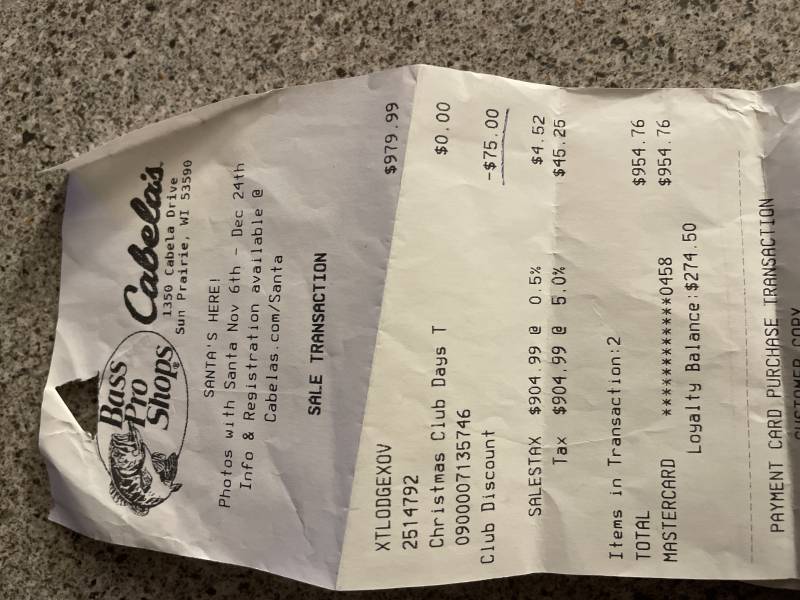 Bass
Pro
Shops® Cabela's
1350 Cabela Drive
Sun Prairie, WI 53590
SANTA'S HERE!
Photos with Santa Nov 6th - Dec 24th
Info & Registration available @
Cabelas.com/Santa
SALE TRANSACTION
XTLODGEXOV $979.99
2514792
Christmas Club Days T $0.00
0900007135746
Club Discount -$75.00
SALESTAX $904.99 @ 0.5% $4.52
Tax $904.99 @ 5.0% $45.25
Items in Transaction:2
TOTAL $954.76
MASTERCARD ************0458 $954.76
Loyalty Balance:$274.50
PAYMENT CARD PURCHASE TRANSACTION
CUSTOMER COPY